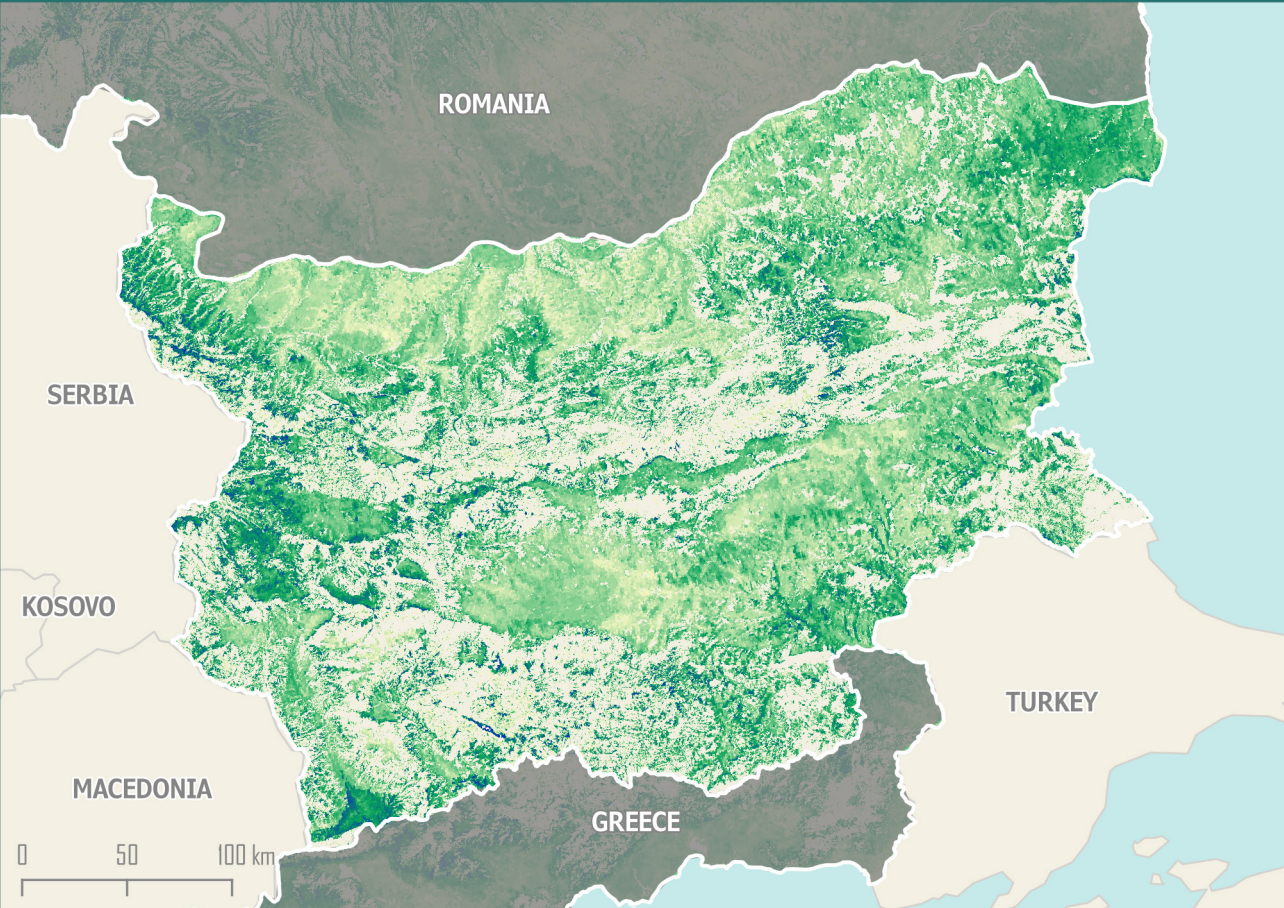 ROMANIA
SERBIA
KOSOVO
TURKEY
MACEDONIA
GREECE
0 50 100 km